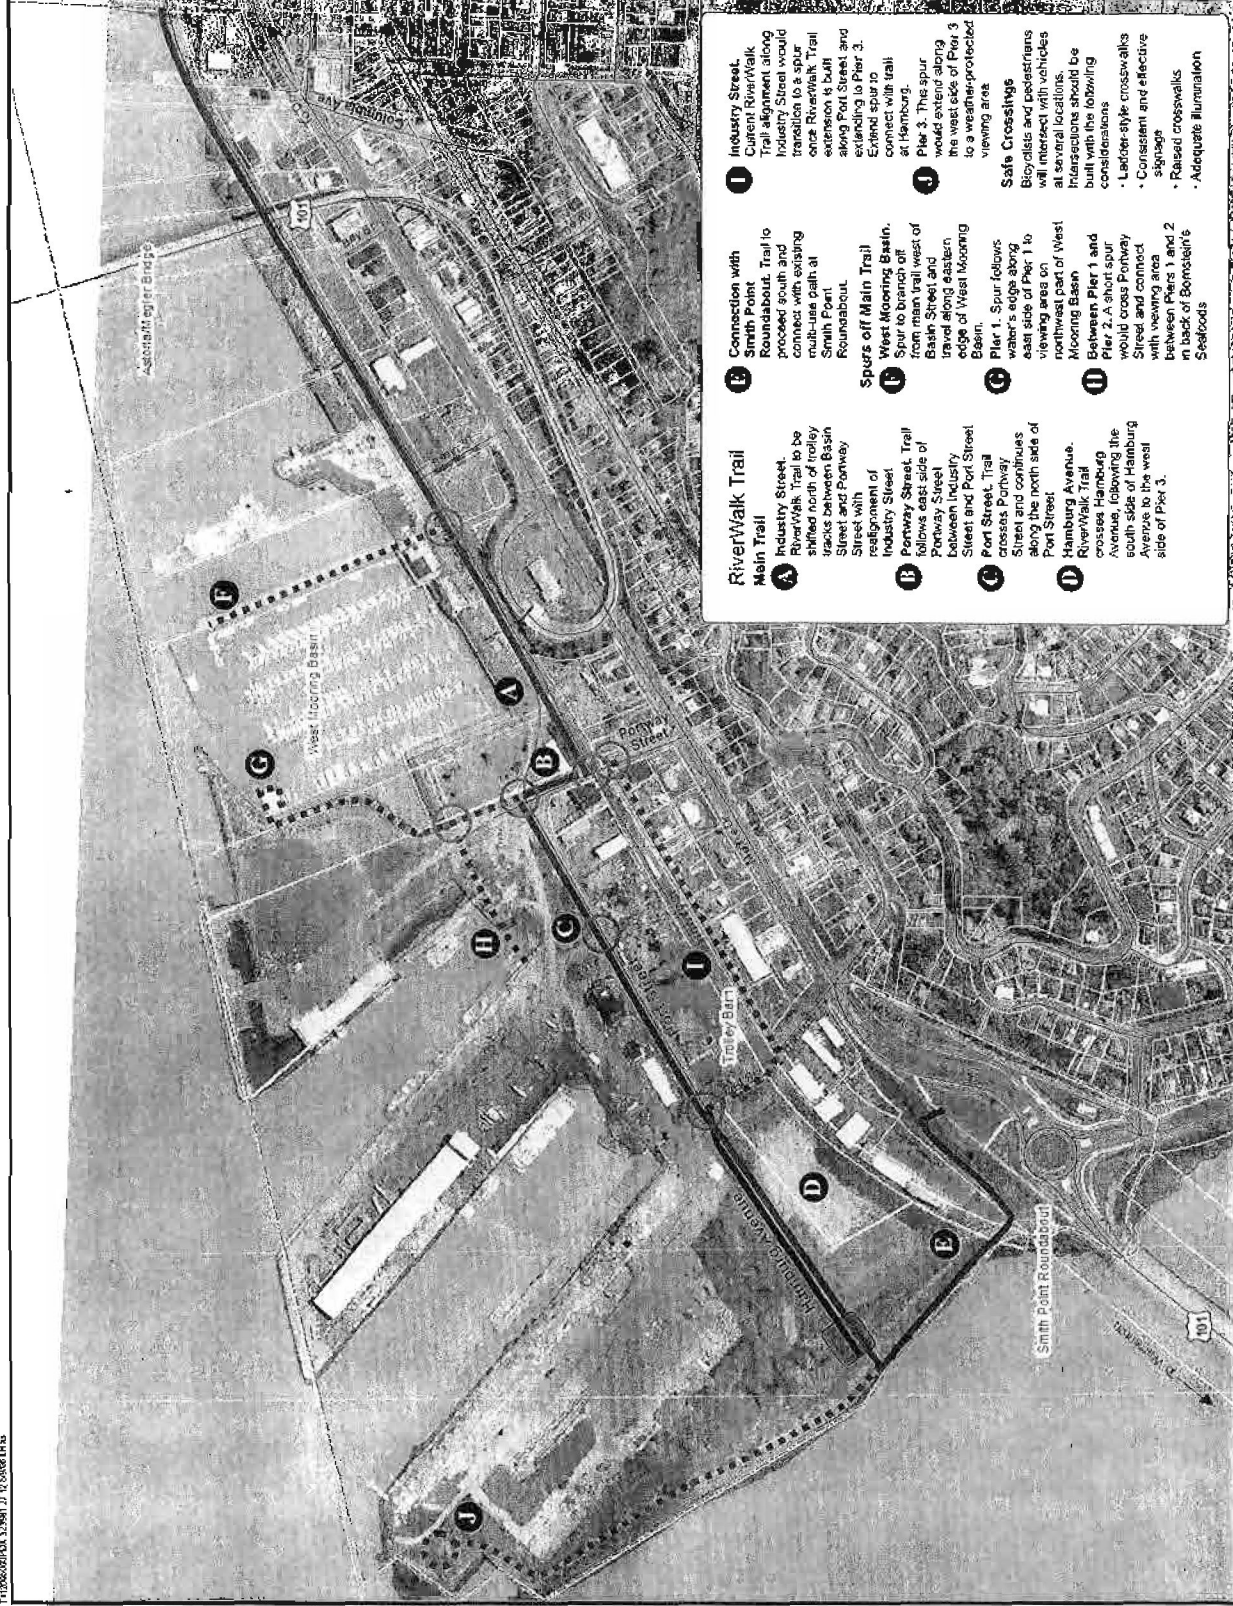 Astoria/Megler Bridge
Columbia Ave
101
West Mooring Basin
F
G
A
B
Portway
Street
H
C
I
Port Street
Trolley Barn
D
Hamburg Avenue
E
Smith Point Roundabout
101
To Warrenton
J
RiverWalk Trail
Main Trail
A Industry Street.
RiverWalk Trail to be
shifted north of trolley
tracks between Basin
Street and Portway
Street with
realignment of
Industry Street
B Portway Street. Trail
follows east side of
Portway Street
between Industry
Street and Port Street
C Port Street. Trail
crosses Portway
Street and continues
along the north side of
Port Street
D Hamburg Avenue.
RiverWalk Trail
crosses Hamburg
Avenue, following the
south side of Hamburg
Avenue to the west
side of Pier 3.
E Connection with
Smith Point
Roundabout. Trail to
proceed south and
connect with existing
multi-use path at
Smith Point
Roundabout.
Spurs off Main Trail
F West Mooring Basin.
Spur to branch off
from main trail west of
Basin Street and
travel along eastern
edge of West Mooring
Basin.
G Pier 1. Spur follows
water's edge along
east side of Pier 1 to
viewing area on
northwest part of West
Mooring Basin
D Between Pier 1 and
Pier 2. A short spur
would cross Portway
Street and connect
with viewing area
between Piers 1 and 2
in back of Bornstein's
Seafoods
I Industry Street.
Current RiverWalk
Trail alignment along
Industry Street would
transition to a spur
once RiverWalk Trail
extension is built
along Port Street and
extending to Pier 3.
Extend spur to
connect with trail
at Hamburg.
J Pier 3. This spur
would extend along
the west side of Pier 3
to a weather-protected
viewing area
Safe Crossings
Bicyclists and pedestrians
will intersect with vehicles
at several locations.
Intersections should be
built with the following
considerations
• Ladder-style crosswalks
• Consistent and effective
signage
• Raised crosswalks
• Adequate illumination